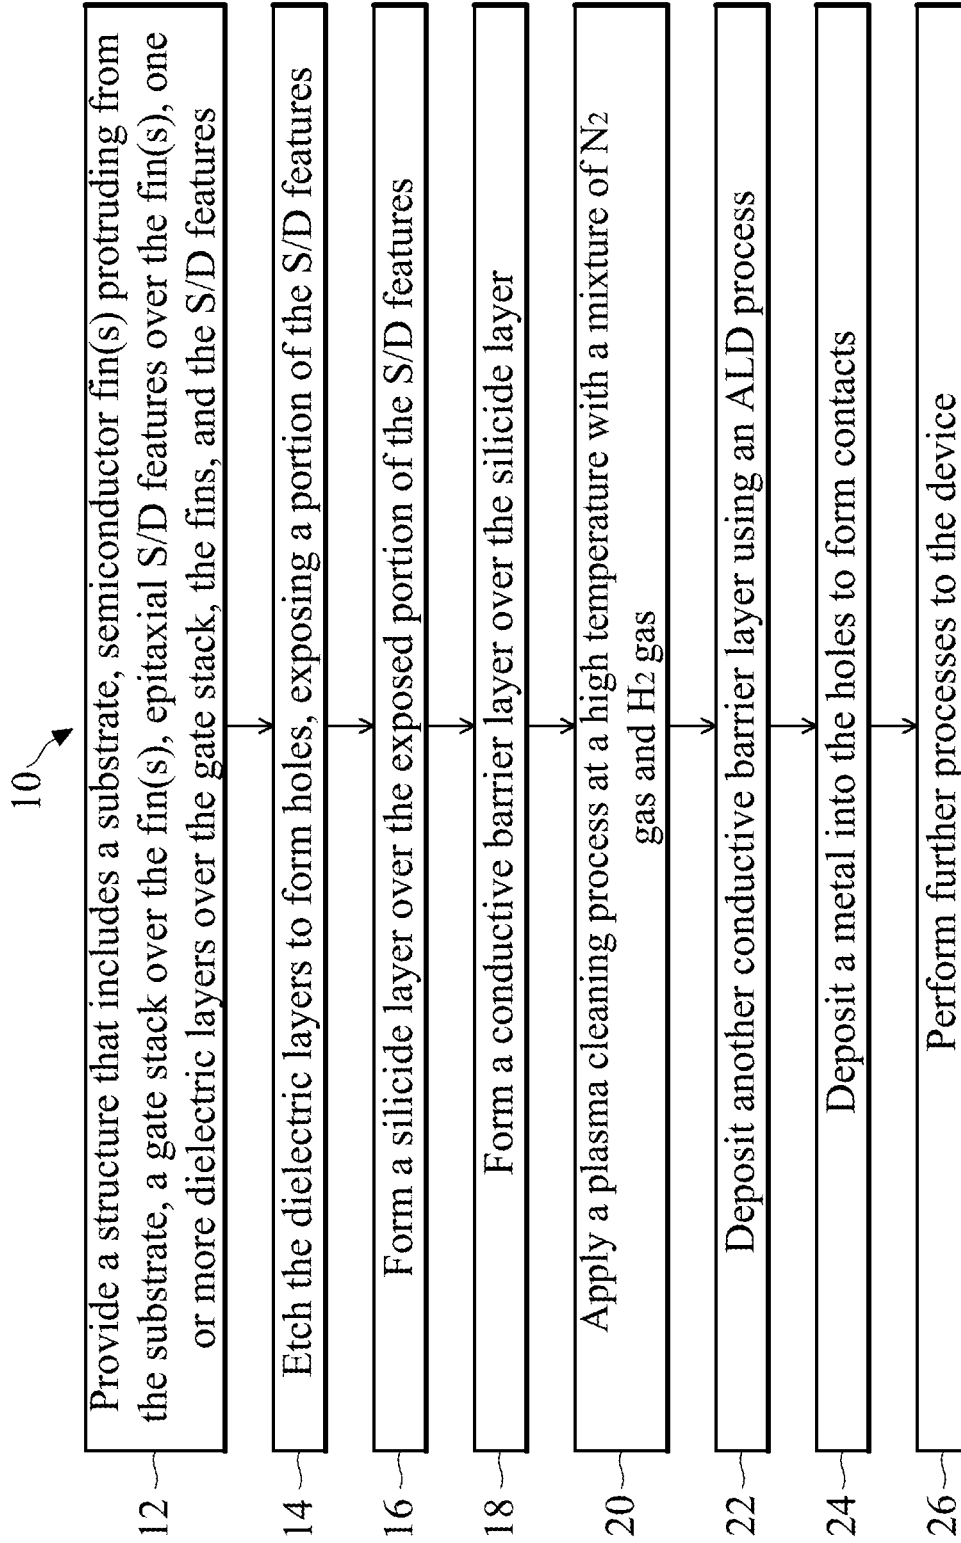 10
12
Provide a structure that includes a substrate, semiconductor fin(s) protruding from
the substrate, a gate stack over the fin(s), epitaxial S/D features over the fin(s), one
or more dielectric layers over the gate stack, the fins, and the S/D features
14
Etch the dielectric layers to form holes, exposing a portion of the S/D features
16
Form a silicide layer over the exposed portion of the S/D features
18
Form a conductive barrier layer over the silicide layer
20
Apply a plasma cleaning process at a high temperature with a mixture of N2
gas and H2 gas
22
Deposit another conductive barrier layer using an ALD process
24
Deposit a metal into the holes to form contacts
26
Perform further processes to the device